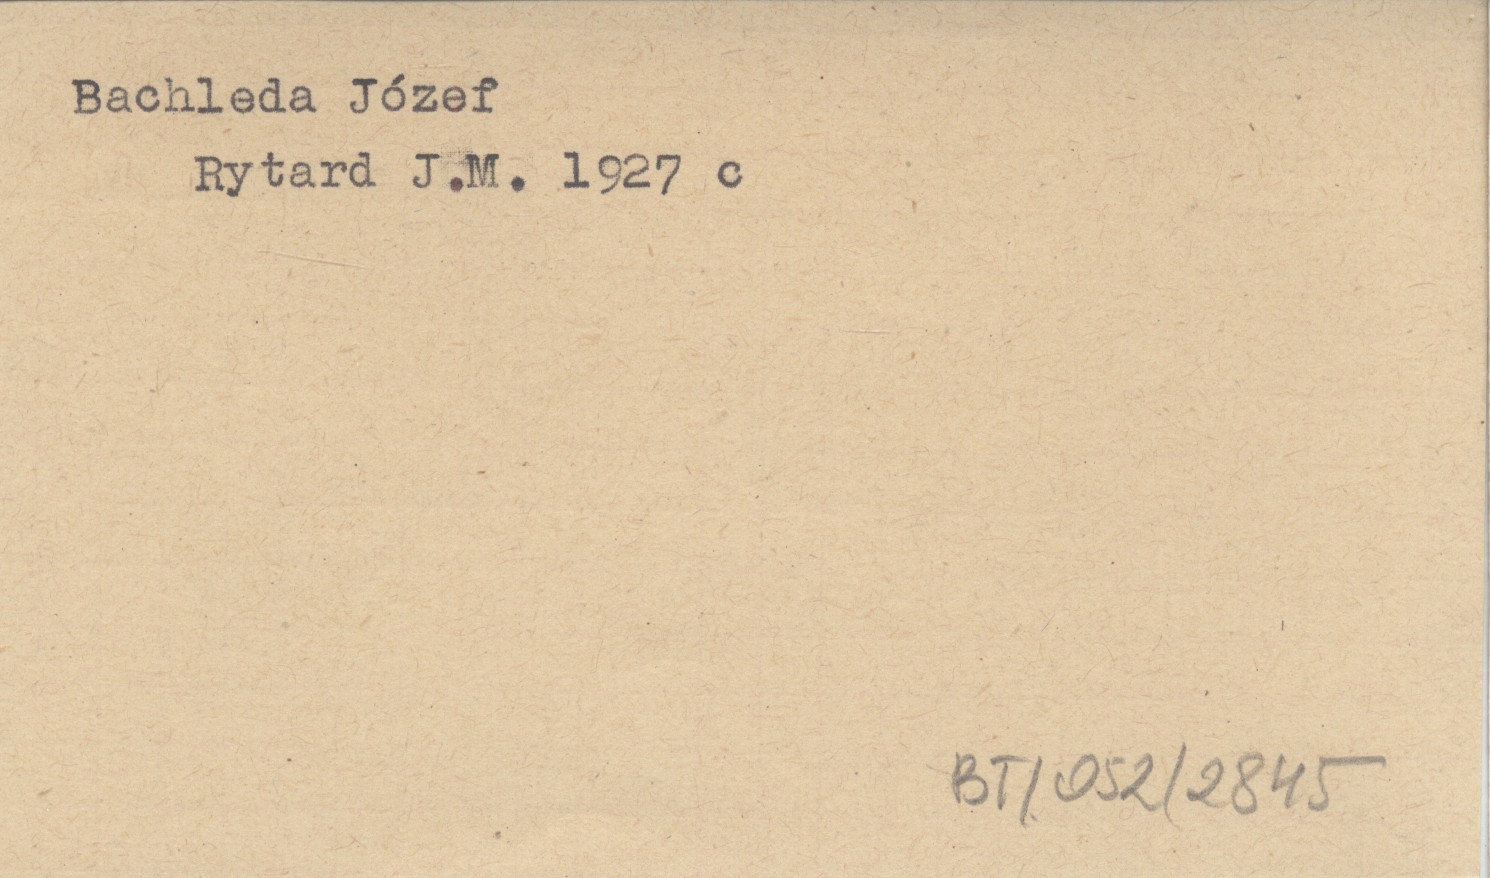 Bachleda Józef
Rytard J.M. 1927 c
BT/052/2845